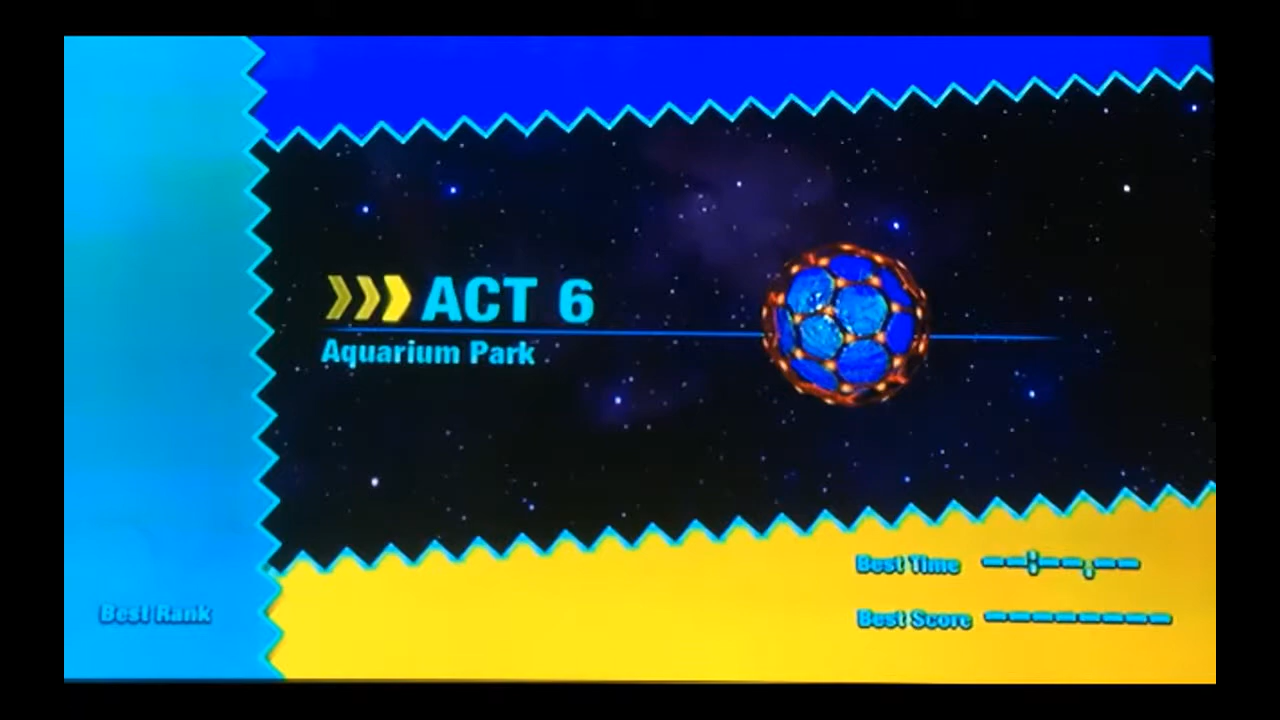 ACT 6
Aquarium Park
Best Time --:--.--
Best Rank
Best Score --------